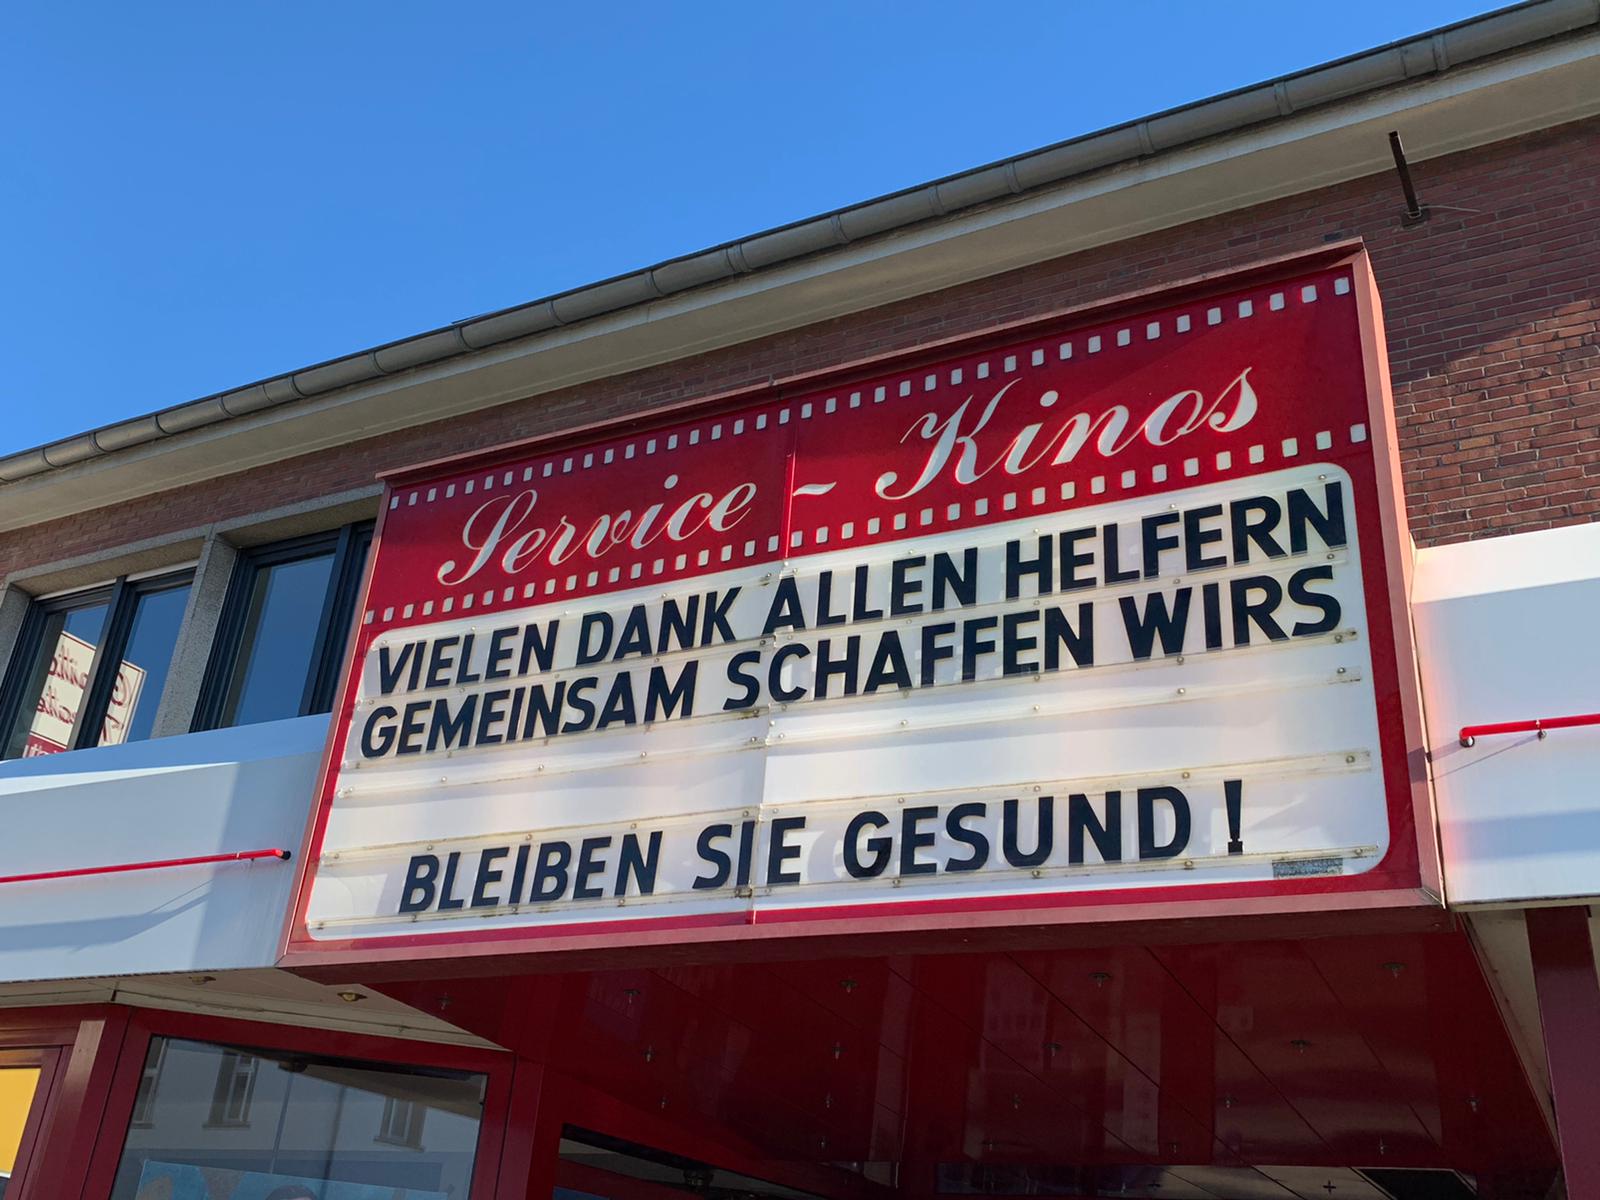 Service - Kinos
VIELEN DANK ALLEN HELFERN
GEMEINSAM SCHAFFEN WIRS
BLEIBEN SIE GESUND !